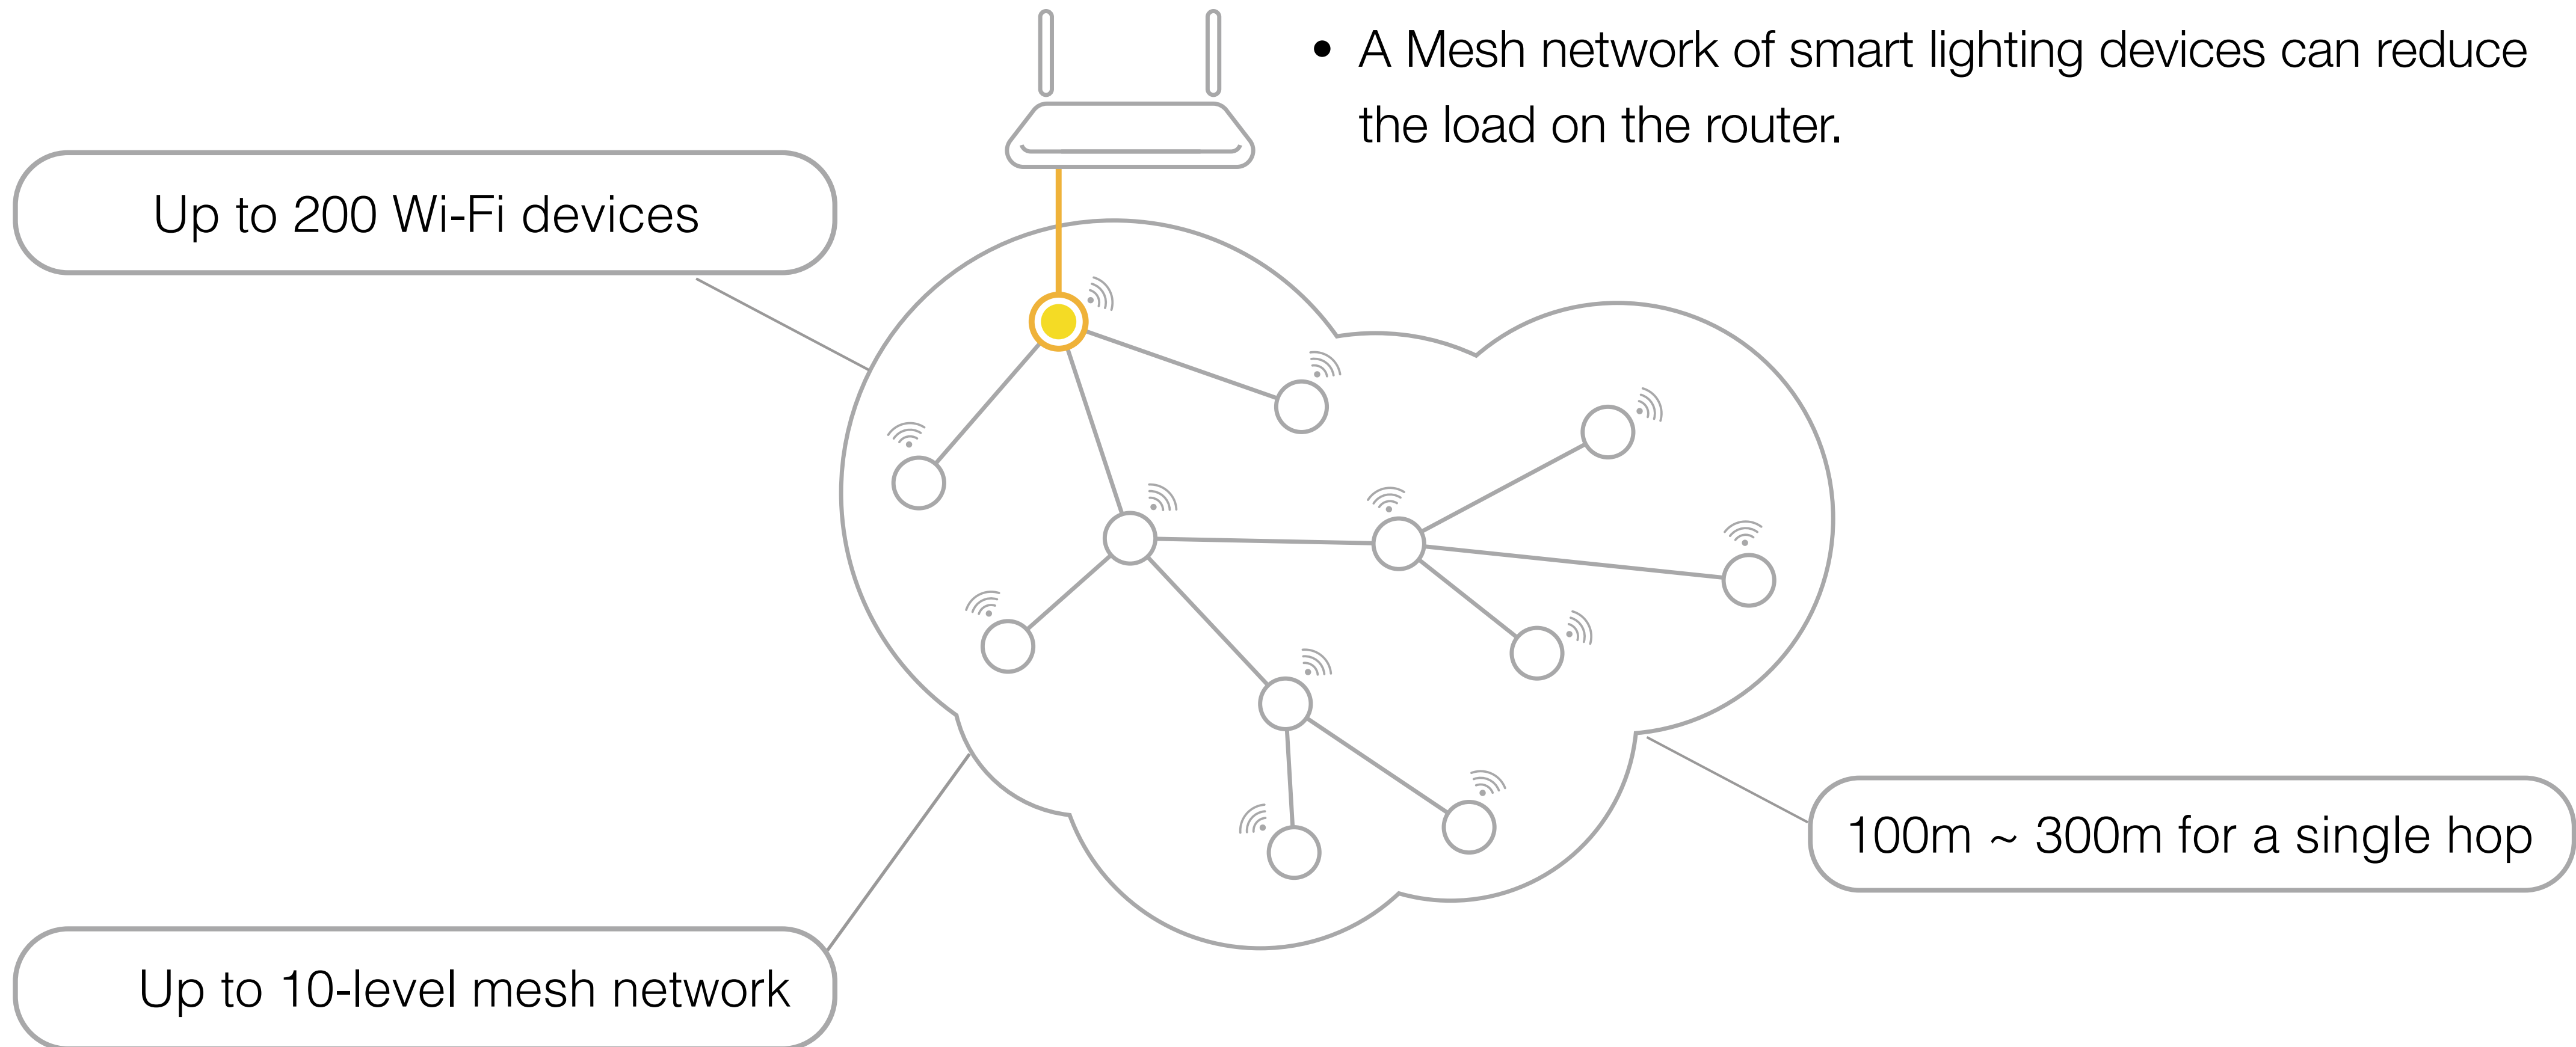 • A Mesh network of smart lighting devices can reduce
the load on the router.
Up to 200 Wi-Fi devices
100m ~ 300m for a single hop
Up to 10-level mesh network